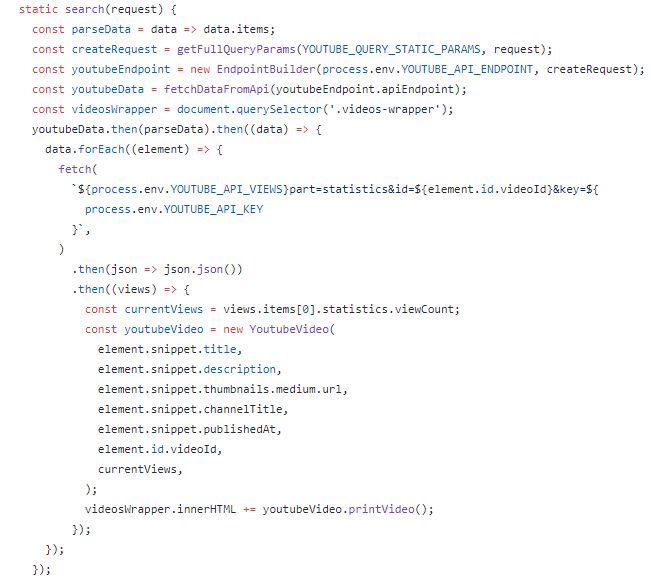 static search(request) {
const parseData = data => data.items;
const createRequest = getFullQueryParams(YOUTUBE_QUERY_STATIC_PARAMS, request);
const youtubeEndpoint = new EndpointBuilder(process.env.YOUTUBE_API_ENDPOINT, createRequest);
const youtubeData = fetchDataFromApi(youtubeEndpoint.apiEndpoint);
const videosWrapper = document.querySelector('.videos-wrapper');
youtubeData.then(parseData).then((data) => {
data.forEach((element) => {
fetch(
`${process.env.YOUTUBE_API_VIEWS}part=statistics&id=${element.id.videoId}&key=${
process.env.YOUTUBE_API_KEY
}`,
)
.then(json => json.json())
.then((views) => {
const currentViews = views.items[0].statistics.viewCount;
const youtubeVideo = new YoutubeVideo(
element.snippet.title,
element.snippet.description,
element.snippet.thumbnails.medium.url,
element.snippet.channelTitle,
element.snippet.publishedAt,
element.id.videoId,
currentViews,
);
videosWrapper.innerHTML += youtubeVideo.printVideo();
});
});
});